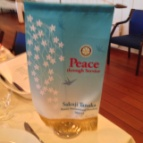 Peace
through Service
Sakuji Tanaka